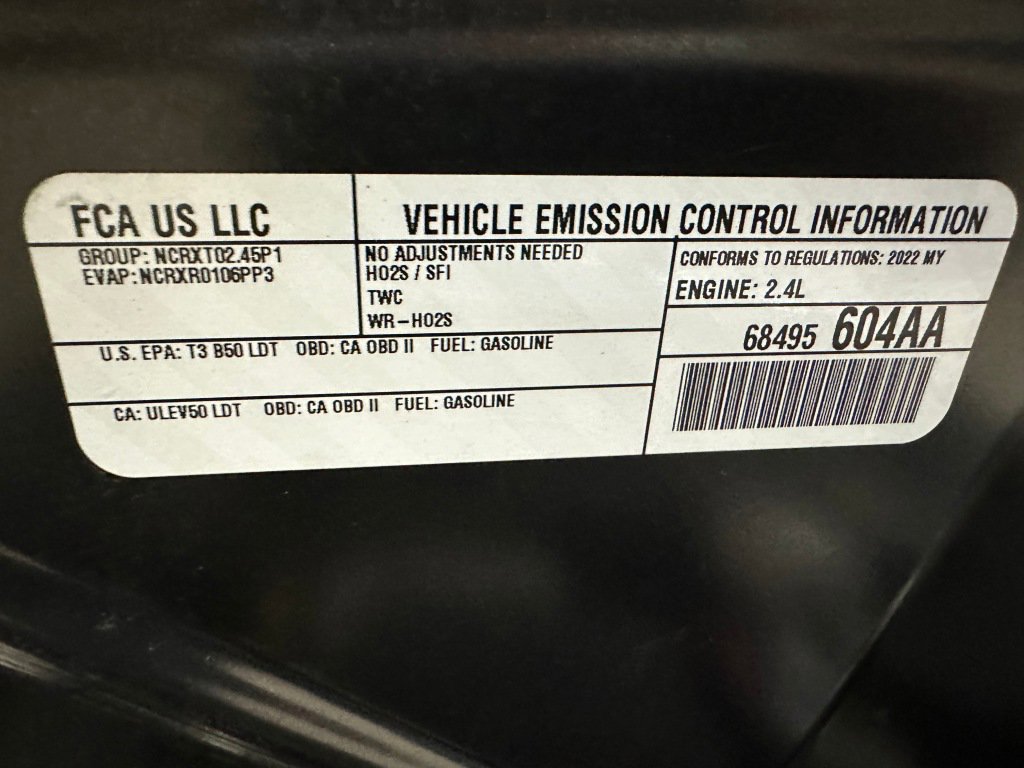 FCA US LLC
VEHICLE EMISSION CONTROL INFORMATION
GROUP: NCRXT02.45P1
EVAP:NCRXR0106PP3
NO ADJUSTMENTS NEEDED
HO2S / SFI
TWC
WR-HO2S
CONFORMS TO REGULATIONS: 2022 MY
ENGINE: 2.4L
68495 604AA
U.S. EPA: T3 B50 LDT OBD: CA OBD II FUEL: GASOLINE
CA: ULEV50 LDT OBD: CA OBD II FUEL: GASOLINE